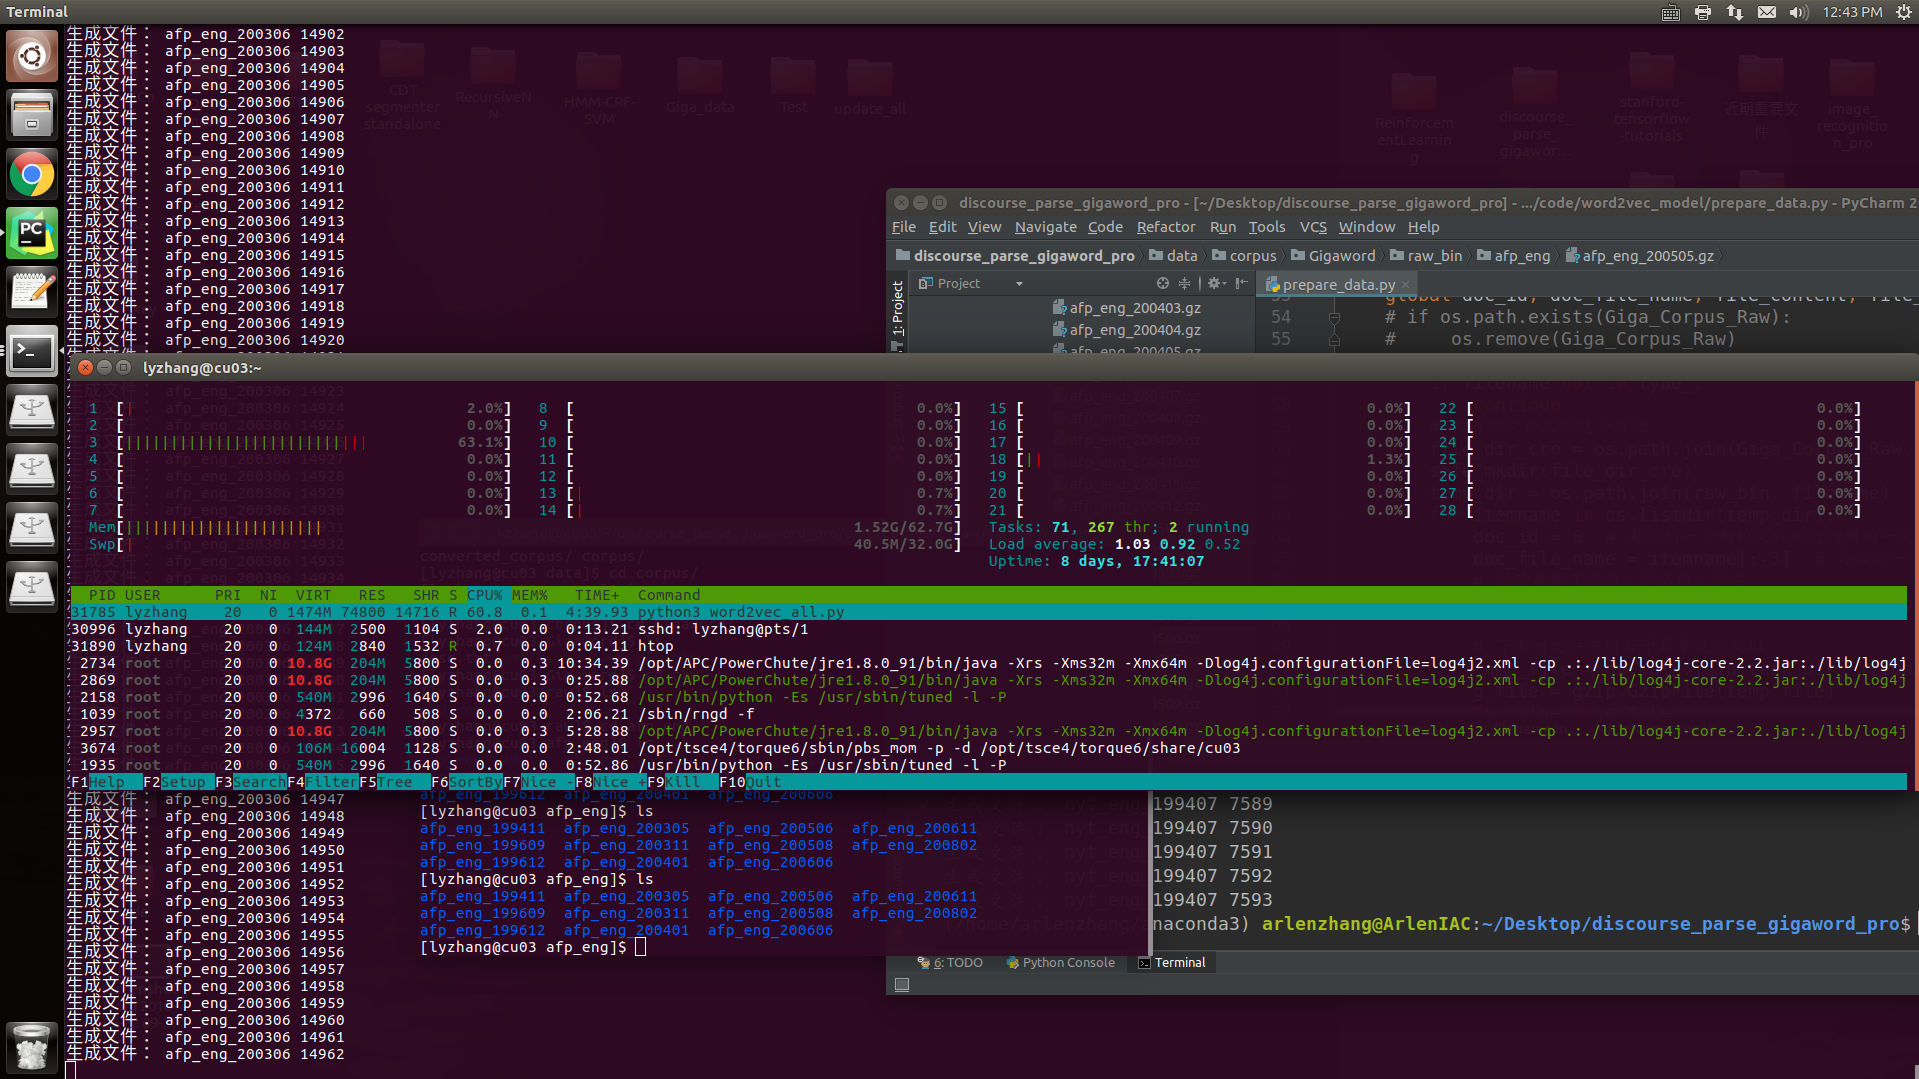 Terminal
12:43 PM
生成文件： afp_eng_200306 14902
生成文件： afp_eng_200306 14903
生成文件： afp_eng_200306 14904
生成文件： afp_eng_200306 14905
生成文件： afp_eng_200306 14906
生成文件： afp_eng_200306 14907
生成文件： afp_eng_200306 14908
生成文件： afp_eng_200306 14909
生成文件： afp_eng_200306 14910
生成文件： afp_eng_200306 14911
生成文件： afp_eng_200306 14912
生成文件： afp_eng_200306 14913
生成文件： afp_eng_200306 14914
生成文件： afp_eng_200306 14915
生成文件： afp_eng_200306 14916
生成文件： afp_eng_200306 14917
生成文件： afp_eng_200306 14918
生成文件： afp_eng_200306 14919
生成文件： afp_eng_200306 14920
CDT segmenter standalone
RecursiveNN
HMM-CRF-SVM
Giga_data
Test
update_all
ReinforcementLearning
discourse_parse_gigawor...
stanford-tensorflow-tutorials
近期重要文件
Image_recognition_pro
discourse_parse_gigaword_pro - [~/Desktop/discourse_parse_gigaword_pro] - .../code/word2vec_model/prepare_data.py - PyCharm 2
File Edit View Navigate Code Refactor Run Tools VCS Window Help
discourse_parse_gigaword_pro data corpus Gigaword raw_bin afp_eng afp_eng_200505.gz
1: Project
Project
prepare_data.py
afp_eng_200403.gz
afp_eng_200404.gz
afp_eng_200405.gz
54 # if os.path.exists(Giga_Corpus_Raw):
55 # os.remove(Giga_Corpus_Raw)
lyzhang@cu03:~
1 [| 2.0%] 8 [ 0.0%] 15 [ 0.0%] 22 [ 0.0%]
2 [ 0.0%] 9 [ 0.0%] 16 [ 0.0%] 23 [ 0.0%]
3 [||||||||||||||||||||||||||| 63.1%] 10 [ 0.0%] 17 [ 0.0%] 24 [ 0.0%]
4 [ 0.0%] 11 [ 0.0%] 18 [|| 1.3%] 25 [ 0.0%]
5 [ 0.0%] 12 [ 0.0%] 19 [ 0.0%] 26 [ 0.0%]
6 [ 0.0%] 13 [| 0.7%] 20 [ 0.0%] 27 [ 0.0%]
7 [ 0.0%] 14 [| 0.7%] 21 [ 0.0%] 28 [ 0.0%]
Mem[|||||||||||||||||||||| 1.52G/62.7G] Tasks: 71, 267 thr; 2 running
Swp[| 40.5M/32.0G] Load average: 1.03 0.92 0.52
Uptime: 8 days, 17:41:07
PID USER PRI NI VIRT RES SHR S CPU% MEM% TIME+ Command
31785 lyzhang 20 0 1474M 74800 14716 R 60.8 0.1 4:39.93 python3 word2vec_all.py
30996 lyzhang 20 0 144M 2500 1104 S 2.0 0.0 0:13.21 sshd: lyzhang@pts/1
31890 lyzhang 20 0 124M 2840 1532 R 0.7 0.0 0:04.11 htop
2734 root 20 0 10.8G 204M 5800 S 0.0 0.3 10:34.39 /opt/APC/PowerChute/jre1.8.0_91/bin/java -Xrs -Xms32m -Xmx64m -Dlog4j.configurationFile=log4j2.xml -cp .:./lib/log4j-core-2.2.jar:./lib/log4j
2869 root 20 0 10.8G 204M 5800 S 0.0 0.3 0:25.88 /opt/APC/PowerChute/jre1.8.0_91/bin/java -Xrs -Xms32m -Xmx64m -Dlog4j.configurationFile=log4j2.xml -cp .:./lib/log4j-core-2.2.jar:./lib/log4j
2158 root 20 0 540M 2996 1640 S 0.0 0.0 0:52.68 /usr/bin/python -Es /usr/sbin/tuned -l -P
1039 root 20 0 4372 660 508 S 0.0 0.0 2:06.21 /sbin/rngd -f
2957 root 20 0 10.8G 204M 5800 S 0.0 0.3 5:28.88 /opt/APC/PowerChute/jre1.8.0_91/bin/java -Xrs -Xms32m -Xmx64m -Dlog4j.configurationFile=log4j2.xml -cp .:./lib/log4j-core-2.2.jar:./lib/log4j
3674 root 20 0 106M 16004 1128 S 0.0 0.0 2:48.01 /opt/tsce4/torque6/sbin/pbs_mom -p -d /opt/tsce4/torque6/share/cu03
1935 root 20 0 540M 2996 1640 S 0.0 0.0 0:52.86 /usr/bin/python -Es /usr/sbin/tuned -l -P
F1Help F2Setup F3SearchF4FilterF5Tree F6SortByF7Nice -F8Nice +F9Kill F10Quit
生成文件： afp_eng_200306 14947
生成文件： afp_eng_200306 14948
生成文件： afp_eng_200306 14949
生成文件： afp_eng_200306 14950
生成文件： afp_eng_200306 14951
生成文件： afp_eng_200306 14952
生成文件： afp_eng_200306 14953
生成文件： afp_eng_200306 14954
生成文件： afp_eng_200306 14955
生成文件： afp_eng_200306 14956
生成文件： afp_eng_200306 14957
生成文件： afp_eng_200306 14958
生成文件： afp_eng_200306 14959
生成文件： afp_eng_200306 14960
生成文件： afp_eng_200306 14961
生成文件： afp_eng_200306 14962
afp_eng_199612 afp_eng_200401 afp_eng_200606
[lyzhang@cu03 afp_eng]$ ls
afp_eng_199411 afp_eng_200305 afp_eng_200506 afp_eng_200611
afp_eng_199609 afp_eng_200311 afp_eng_200508 afp_eng_200802
afp_eng_199612 afp_eng_200401 afp_eng_200606
[lyzhang@cu03 afp_eng]$ ls
afp_eng_199411 afp_eng_200305 afp_eng_200506 afp_eng_200611
afp_eng_199609 afp_eng_200311 afp_eng_200508 afp_eng_200802
afp_eng_199612 afp_eng_200401 afp_eng_200606
[lyzhang@cu03 afp_eng]$
199407 7589
199407 7590
199407 7591
199407 7592
199407 7593
naconda3) arlenzhang@ArlenIAC:~/Desktop/discourse_parse_gigaword_pro$
6: TODO Python Console Terminal